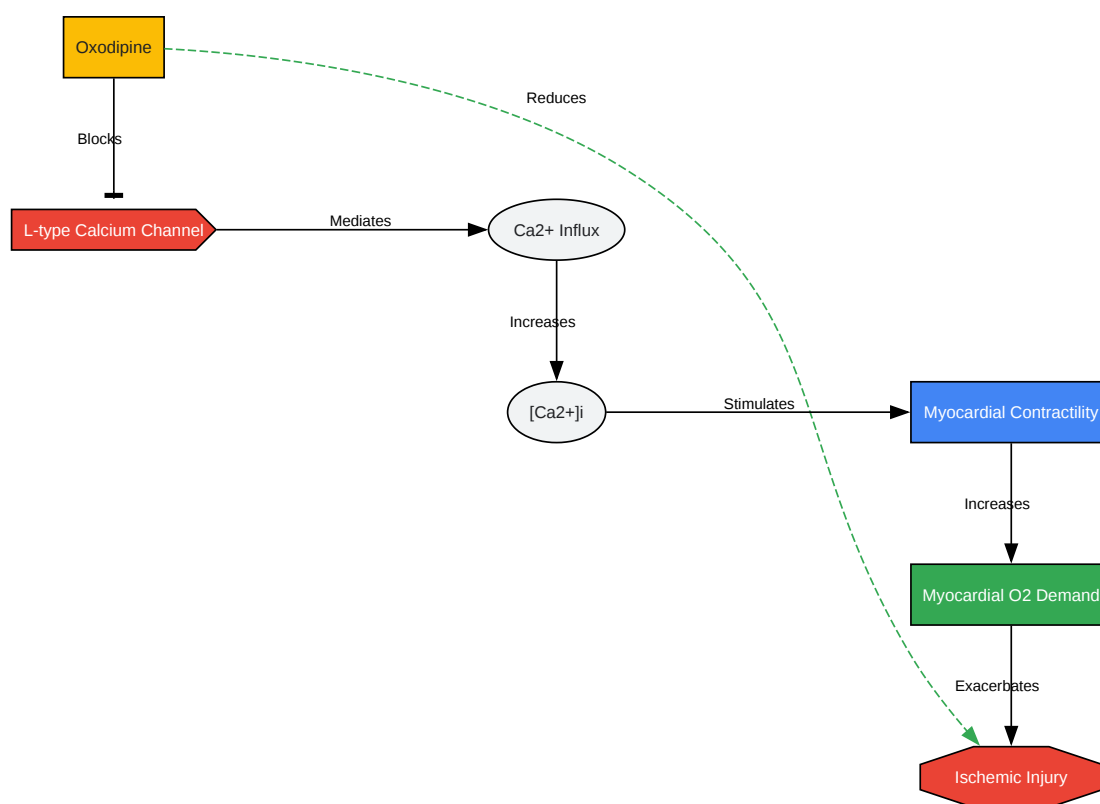 Oxodipine
Reduces
Blocks
L-type Calcium Channel
Mediates
Ca2+ Influx
Increases
[Ca2+]i
Stimulates
Myocardial Contractility
Increases
Myocardial O2 Demand
Exacerbates
Ischemic Injury